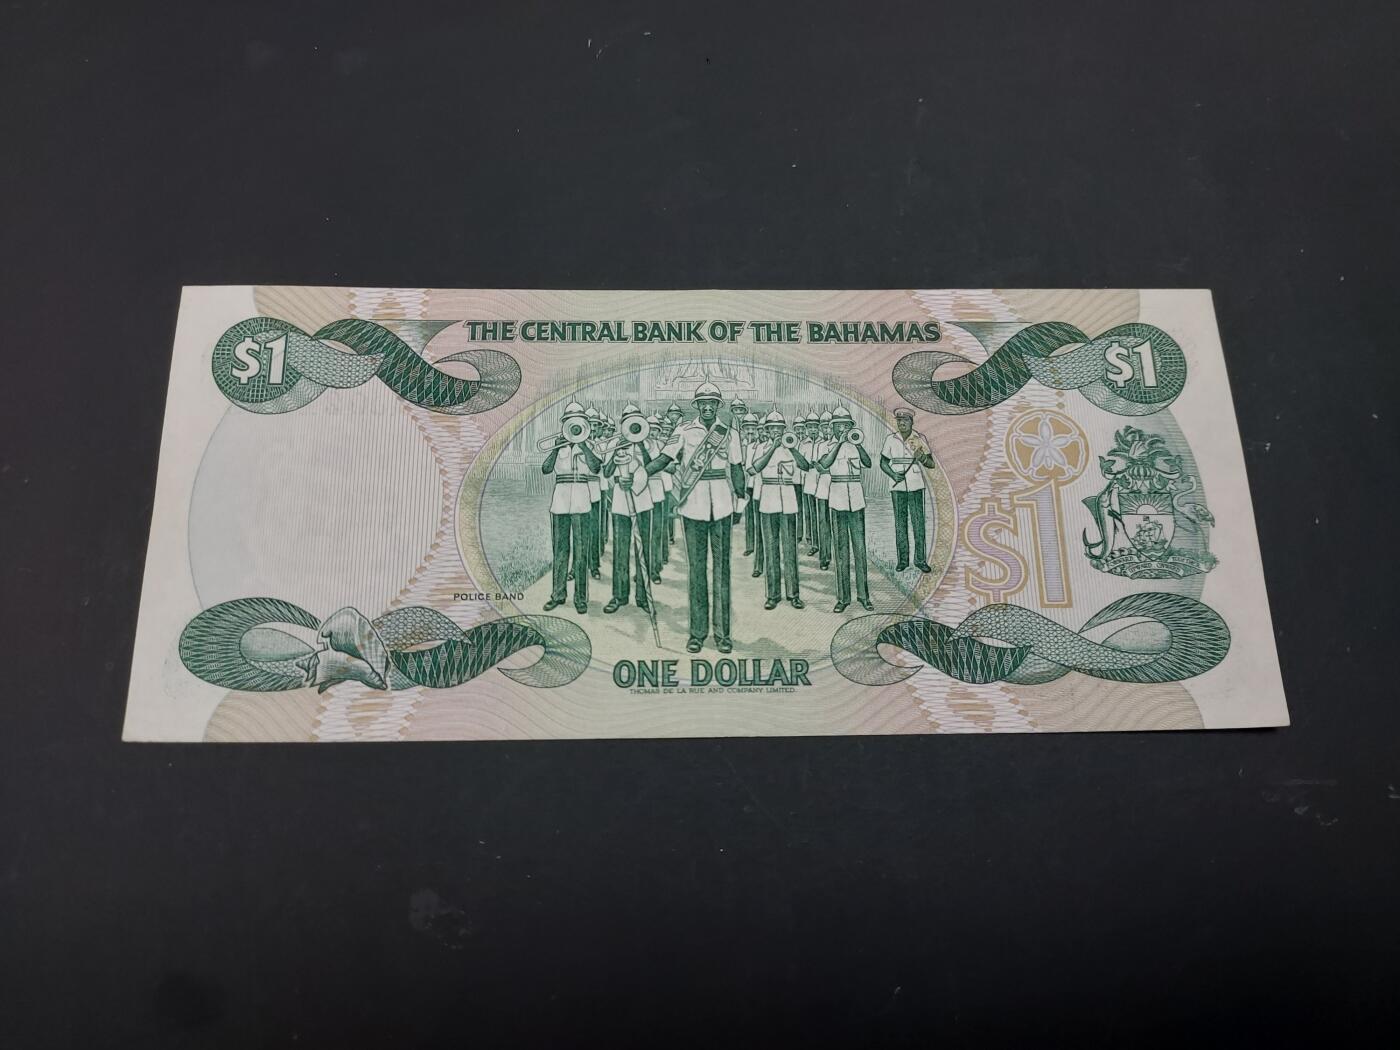 THE CENTRAL BANK OF THE BAHAMAS
$1
$1
$1
POLICE BAND
ONE DOLLAR
THOMAS DE LA RUE AND COMPANY LIMITED.